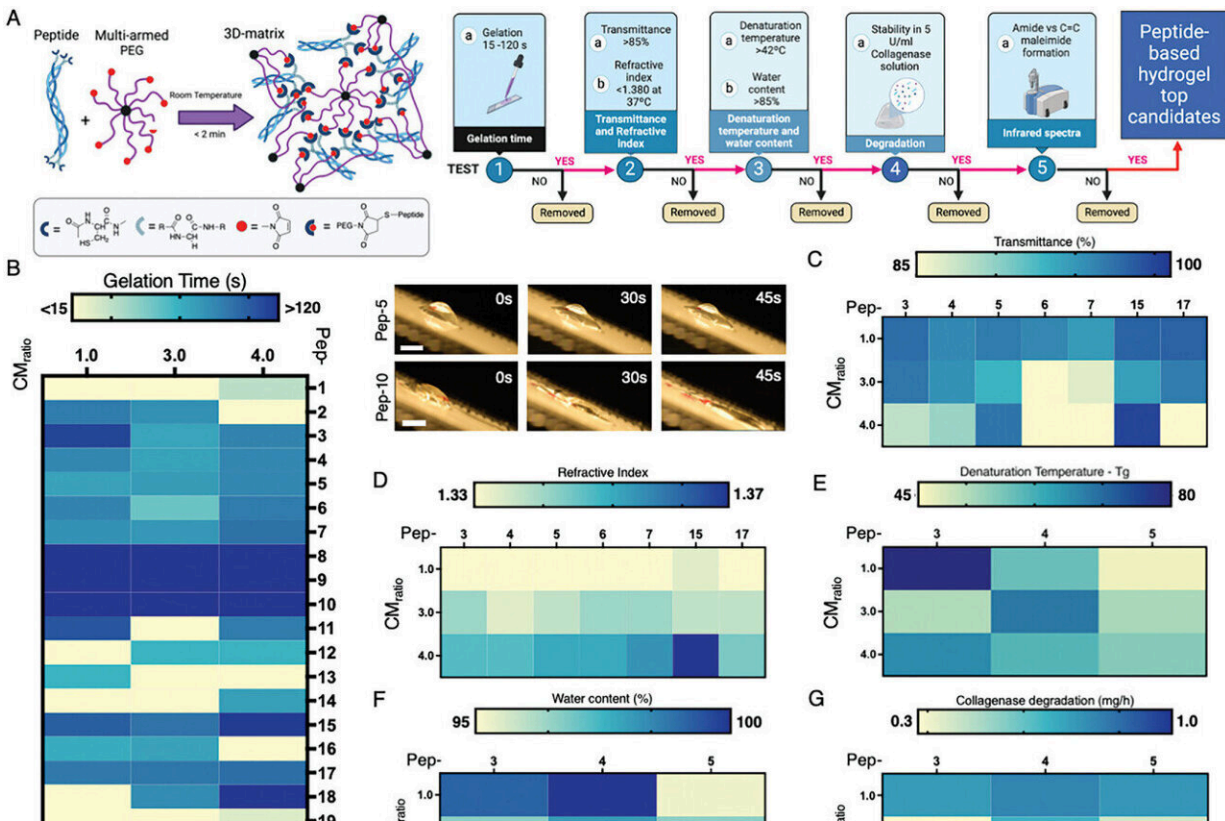 A
Peptide
Multi-armed
PEG
3D-matrix
+
Room Temperature
< 2 min
= HS CH2
= R O O NH-R HN H
= -N O O
= PEG-N O O S-Peptide
a
Gelation
15 -120 s
Gelation time
a
Transmittance
>85%
b
Refractive
index
<1.380 at
37ºC
Transmittance
and Refractive
Index
a
Denaturation
temperature
>42ºC
b
Water
content
>85%
Denaturation
temperature and
water content
a
Stability in 5
U/ml
Collagenase
solution
Degradation
a
Amide vs C=C
maleimide
formation
Infrared spectra
Peptide-
based
hydrogel
top
candidates
TEST 1 YES 2 YES 3 YES 4 YES 5 YES
NO NO NO NO NO
Removed Removed Removed Removed Removed
B
Gelation Time (s)
<15 >120
CMratio
1.0 3.0 4.0
Pep-
1
2
3
4
5
6
7
8
9
10
11
12
13
14
15
16
17
18
19
Pep-5
0s 30s 45s
Pep-10
0s 30s 45s
C
Transmittance (%)
85 100
Pep-
3 4 5 6 7 15 17
CMratio
1.0
3.0
4.0
D
Refractive Index
1.33 1.37
Pep-
3 4 5 6 7 15 17
CMratio
1.0
3.0
4.0
E
Denaturation Temperature - Tg
45 80
Pep-
3 4 5
CMratio
1.0
3.0
4.0
F
Water content (%)
95 100
Pep-
3 4 5
1.0
G
Collagenase degradation (mg/h)
0.3 1.0
Pep-
3 4 5
1.0